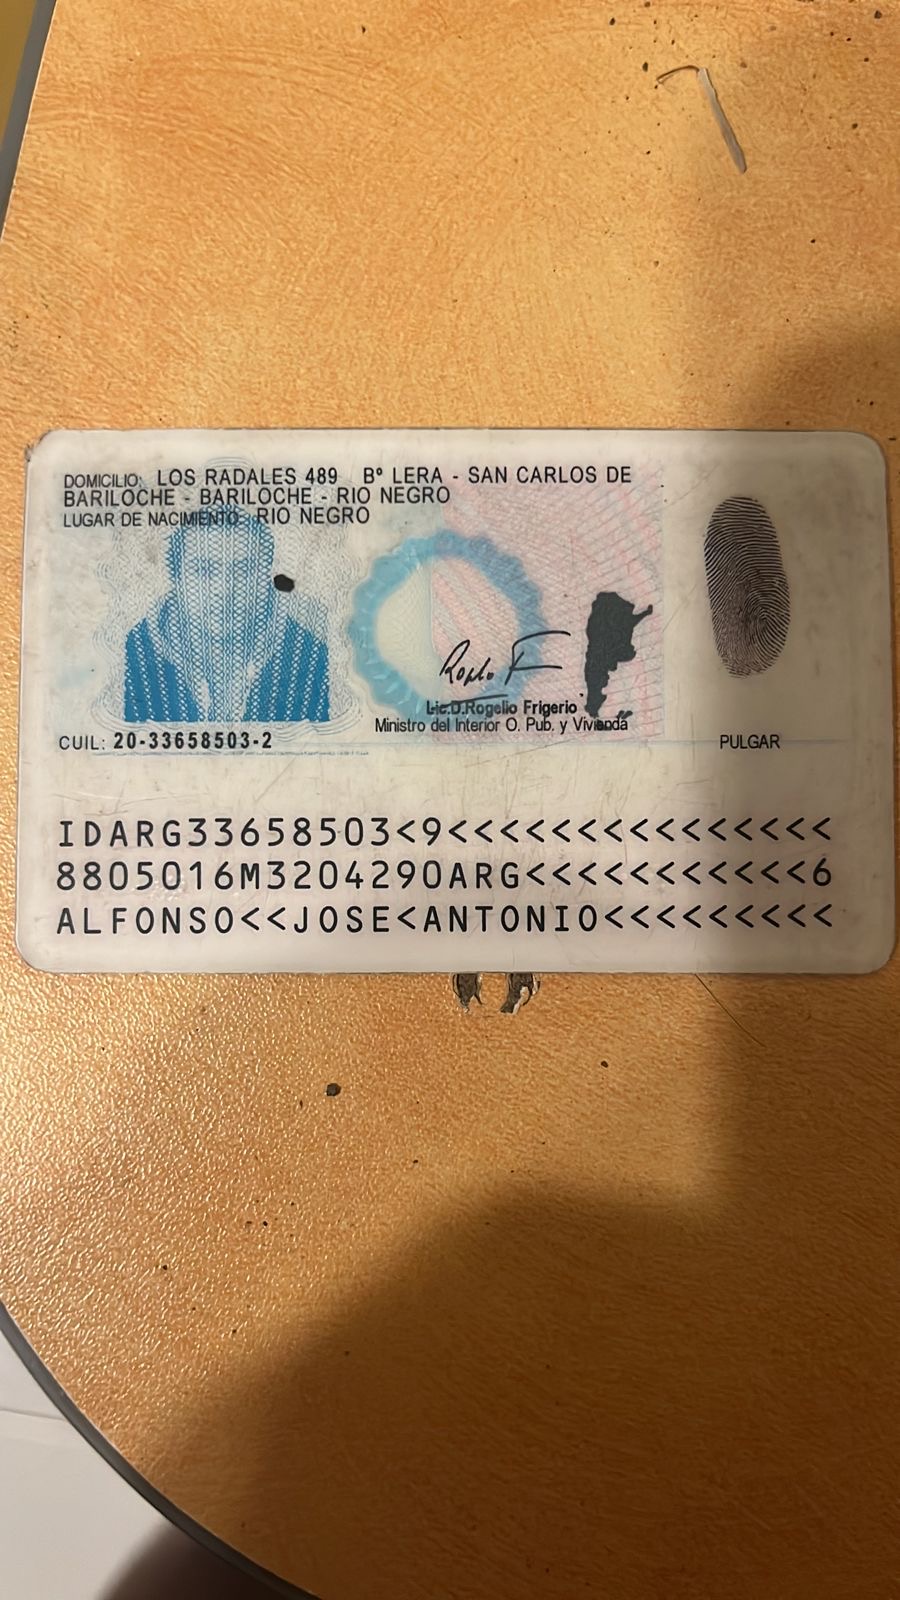 DOMICILIO: LOS RADALES 489 Bº LERA - SAN CARLOS DE
BARILOCHE - BARILOCHE - RIO NEGRO
LUGAR DE NACIMIENTO: RIO NEGRO
Lic.D.Rogelio Frigerio
Ministro del Interior O. Pub. y Vivienda
CUIL: 20-33658503-2
PULGAR
IDARG33658503<9<<<<<<<<<<<<<<<
8805016M3204290ARG<<<<<<<<<<<6
ALFONSO<<JOSE<ANTONIO<<<<<<<<<